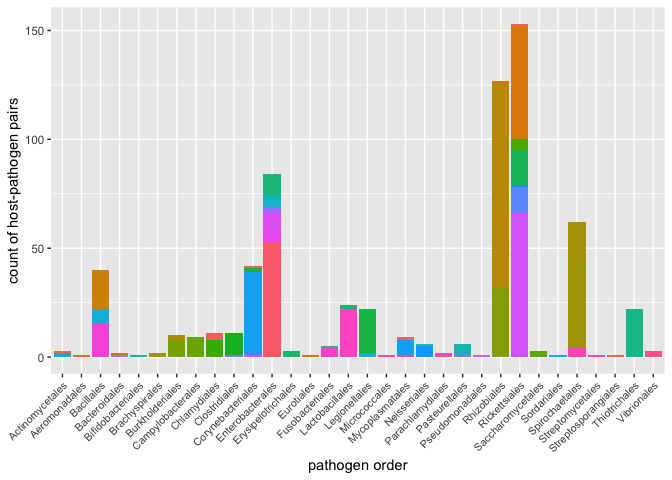 150
100
50
0
count of host-pathogen pairs
Actinomycetales
Aeromonadales
Bacillales
Bacteroidales
Bifidobacteriales
Brachyspirales
Burkholderiales
Campylobacterales
Chlamydiales
Clostridiales
Corynebacteriales
Enterobacterales
Erysipelotrichales
Eurotiales
Fusobacteriales
Lactobacillales
Legionellales
Micrococcales
Mycoplasmatales
Neisseriales
Parachlamydiales
Pasteurellales
Pseudomonadales
Rhizobiales
Rickettsiales
Saccharomycetales
Sordariales
Spirochaetales
Streptomycetales
Streptosporangiales
Thiotrichales
Vibrionales
pathogen order